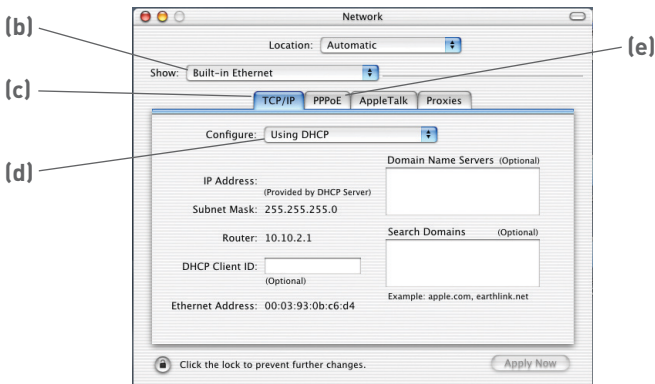 Network
(b)
Location: Automatic
(e)
Show: Built-in Ethernet
(c)
TCP/IP PPPoE AppleTalk Proxies
Configure: Using DHCP
(d)
Domain Name Servers (Optional)
IP Address:
(Provided by DHCP Server)
Subnet Mask: 255.255.255.0
Router: 10.10.2.1
Search Domains (Optional)
DHCP Client ID:
(Optional)
Example: apple.com, earthlink.net
Ethernet Address: 00:03:93:0b:c6:d4
Click the lock to prevent further changes.
Apply Now